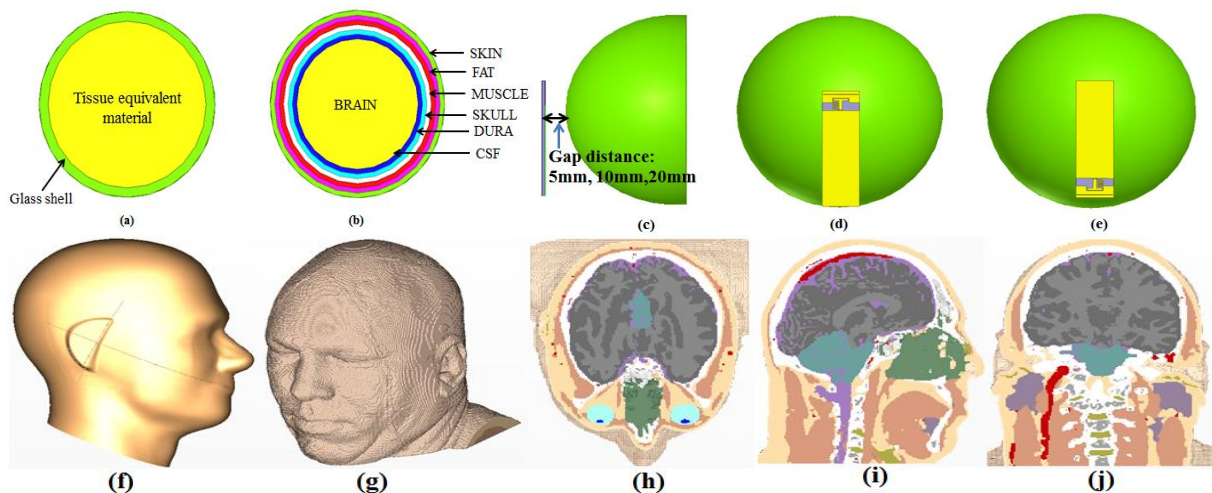 Tissue equivalent
material
Glass shell
(a)
BRAIN
SKIN
FAT
MUSCLE
SKULL
DURA
CSF
(b)
Gap distance:
5mm, 10mm,20mm
(c)
(d)
(e)
(f)
(g)
(h)
(i)
(j)